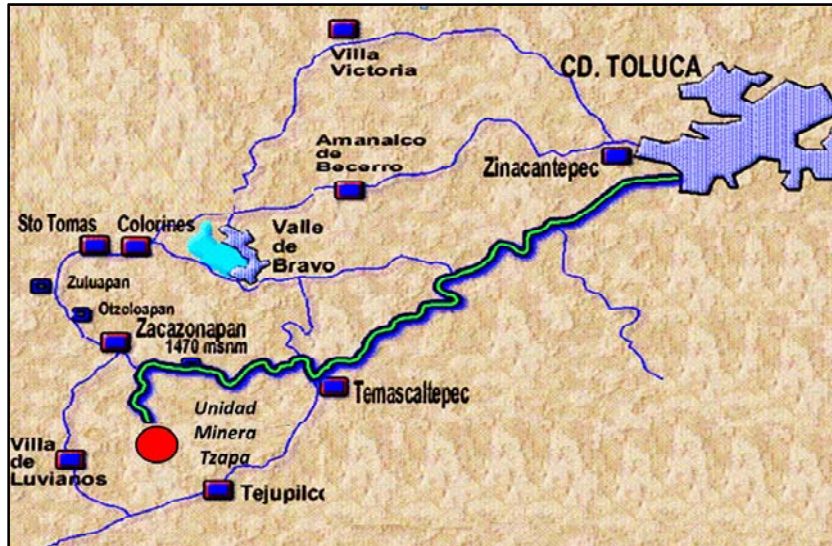 Villa
Victoria
CD. TOLUCA
Amanalco
de
Becerro
Zinacantepec
Sto Tomas
Colorines
Valle
de
Bravo
Zuluapan
Otzoloapan
Zacazonapan
1470 msnm
Temascaltepec
Unidad
Minera
Tzapa
Villa
de
Luvianos
Tejupilco